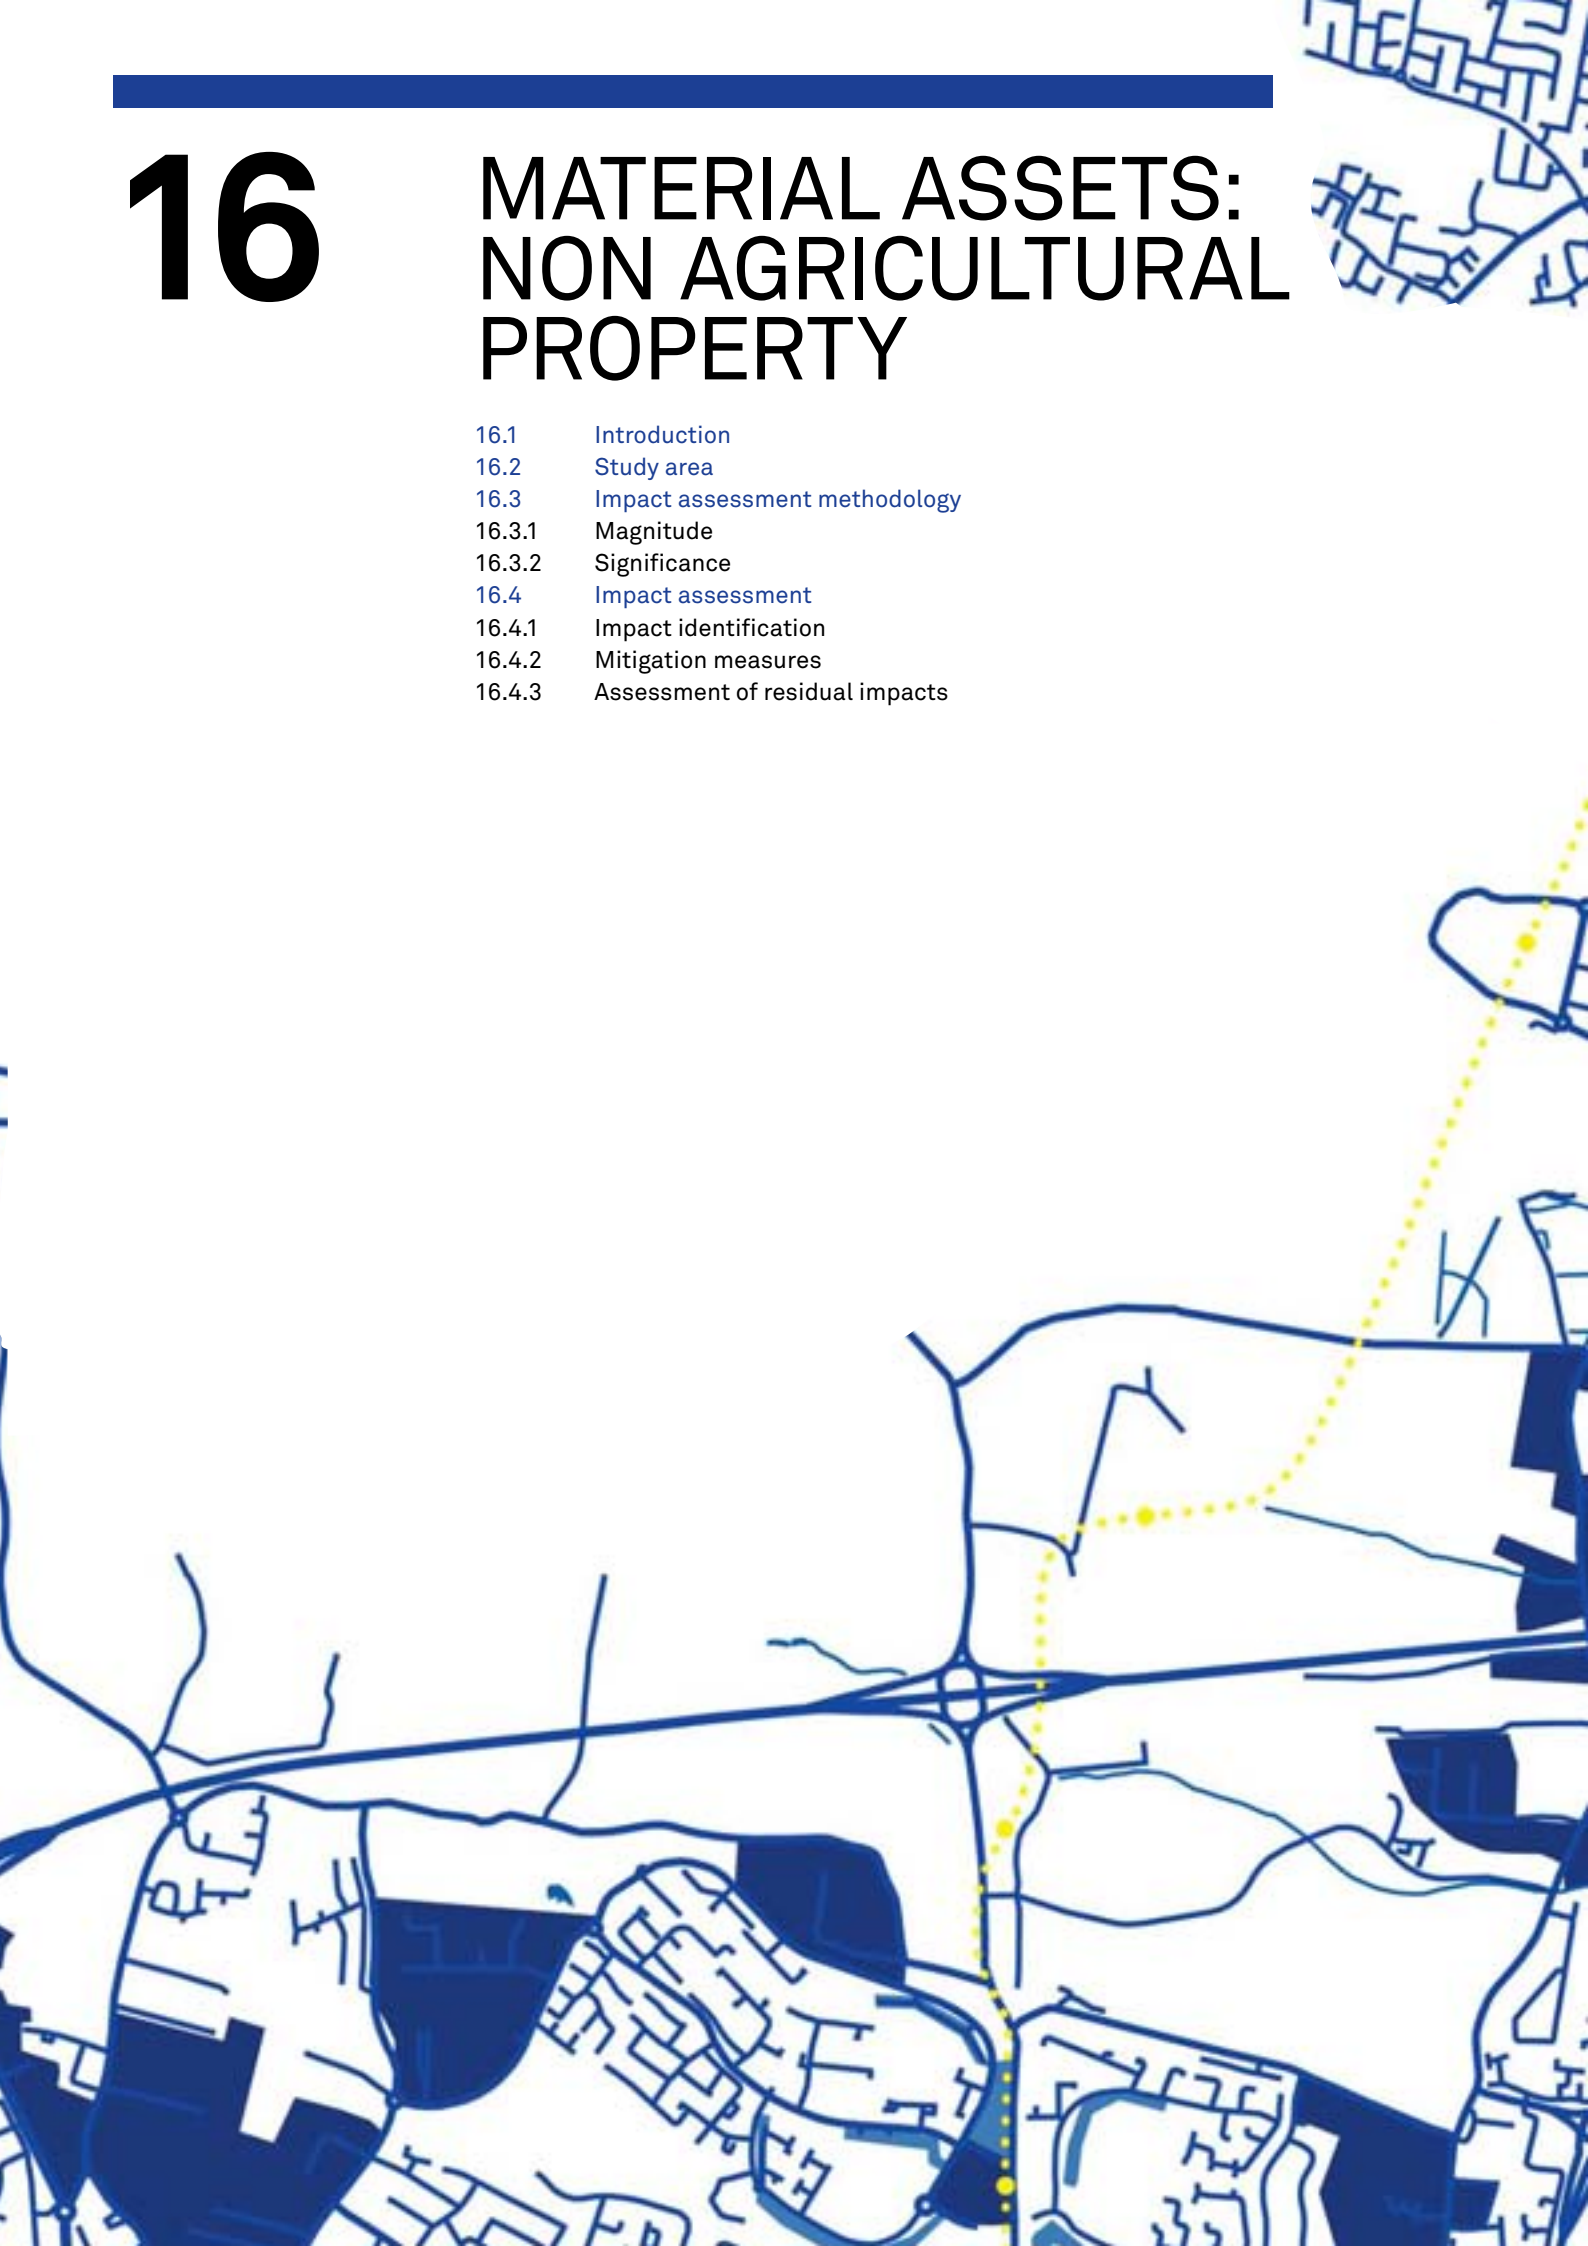 16
MATERIAL ASSETS:
NON AGRICULTURAL
PROPERTY
16.1 Introduction
16.2 Study area
16.3 Impact assessment methodology
16.3.1 Magnitude
16.3.2 Significance
16.4 Impact assessment
16.4.1 Impact identification
16.4.2 Mitigation measures
16.4.3 Assessment of residual impacts